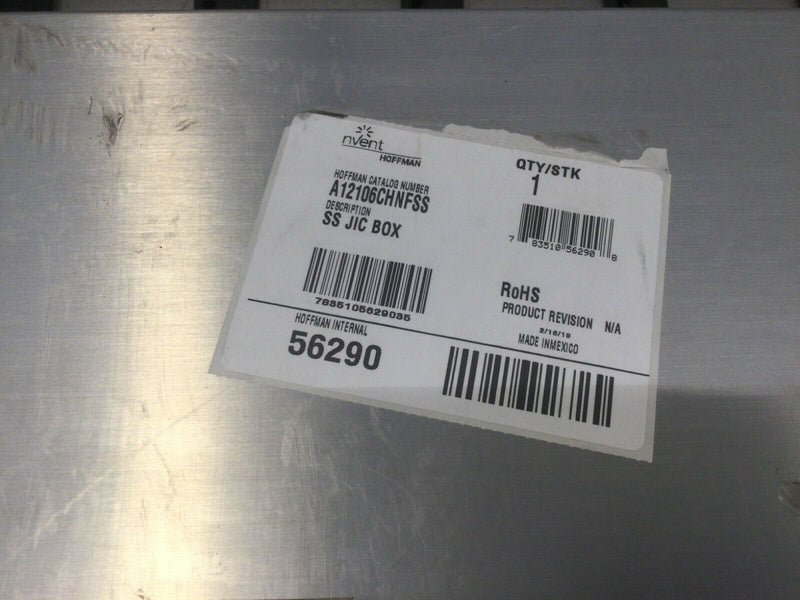 nVent
HOFFMAN
HOFFMAN CATALOG NUMBER
A12106CHNFSS
DESCRIPTION
SS JIC BOX
7835105629035
QTY/STK
1
7 83510 56290 8
RoHS
PRODUCT REVISION N/A
2/18/19
MADE INMEXICO
HOFFMAN INTERNAL
56290